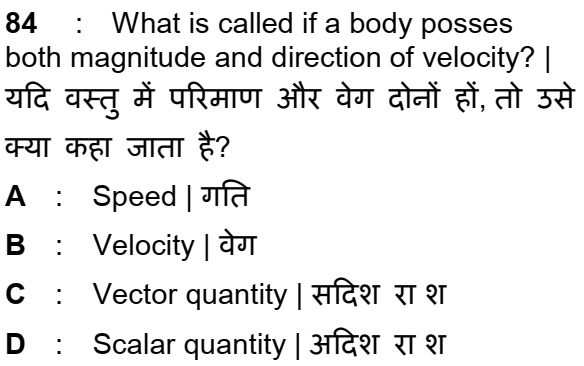 84 : What is called if a body posses
both magnitude and direction of velocity? |
यदि वस्तु में परिमाण और वेग दोनों हों, तो उसे
क्या कहा जाता है?
A : Speed | गति
B : Velocity | वेग
C : Vector quantity | सदिश रा श
D : Scalar quantity | अदिश रा श